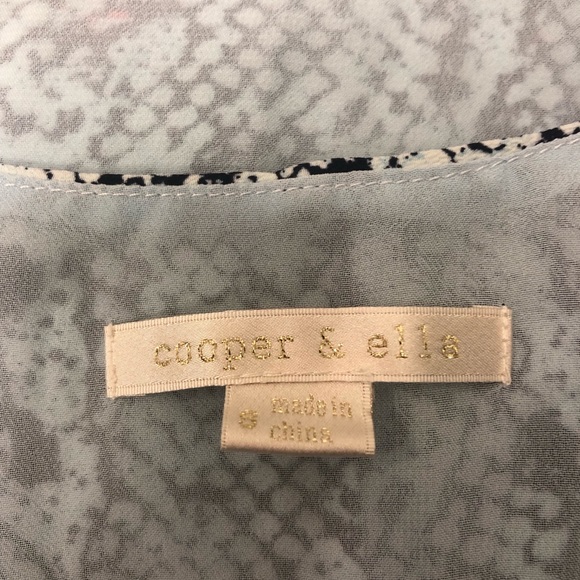 cooper & ella
s
made in
china